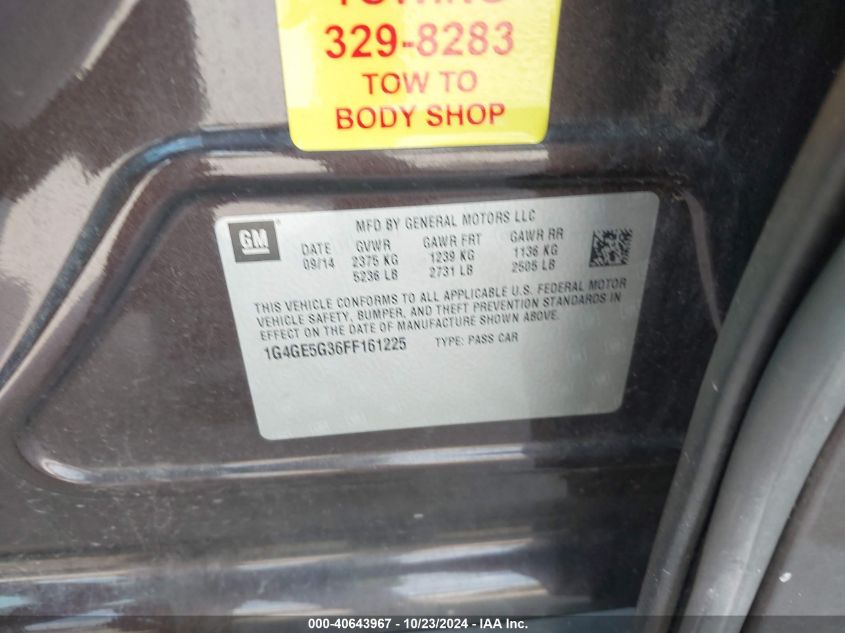 TOWING
329-8283
TOW TO
BODY SHOP
GM
MFD BY GENERAL MOTORS LLC
DATE GVWR GAWR FRT GAWR RR
09/14 2375 KG 1239 KG 1136 KG
5236 LB 2731 LB 2505 LB
THIS VEHICLE CONFORMS TO ALL APPLICABLE U.S. FEDERAL MOTOR
VEHICLE SAFETY, BUMPER, AND THEFT PREVENTION STANDARDS IN
EFFECT ON THE DATE OF MANUFACTURE SHOWN ABOVE.
1G4GE5G36FF161225 TYPE: PASS CAR
000-40643967 - 10/23/2024 - IAA Inc.